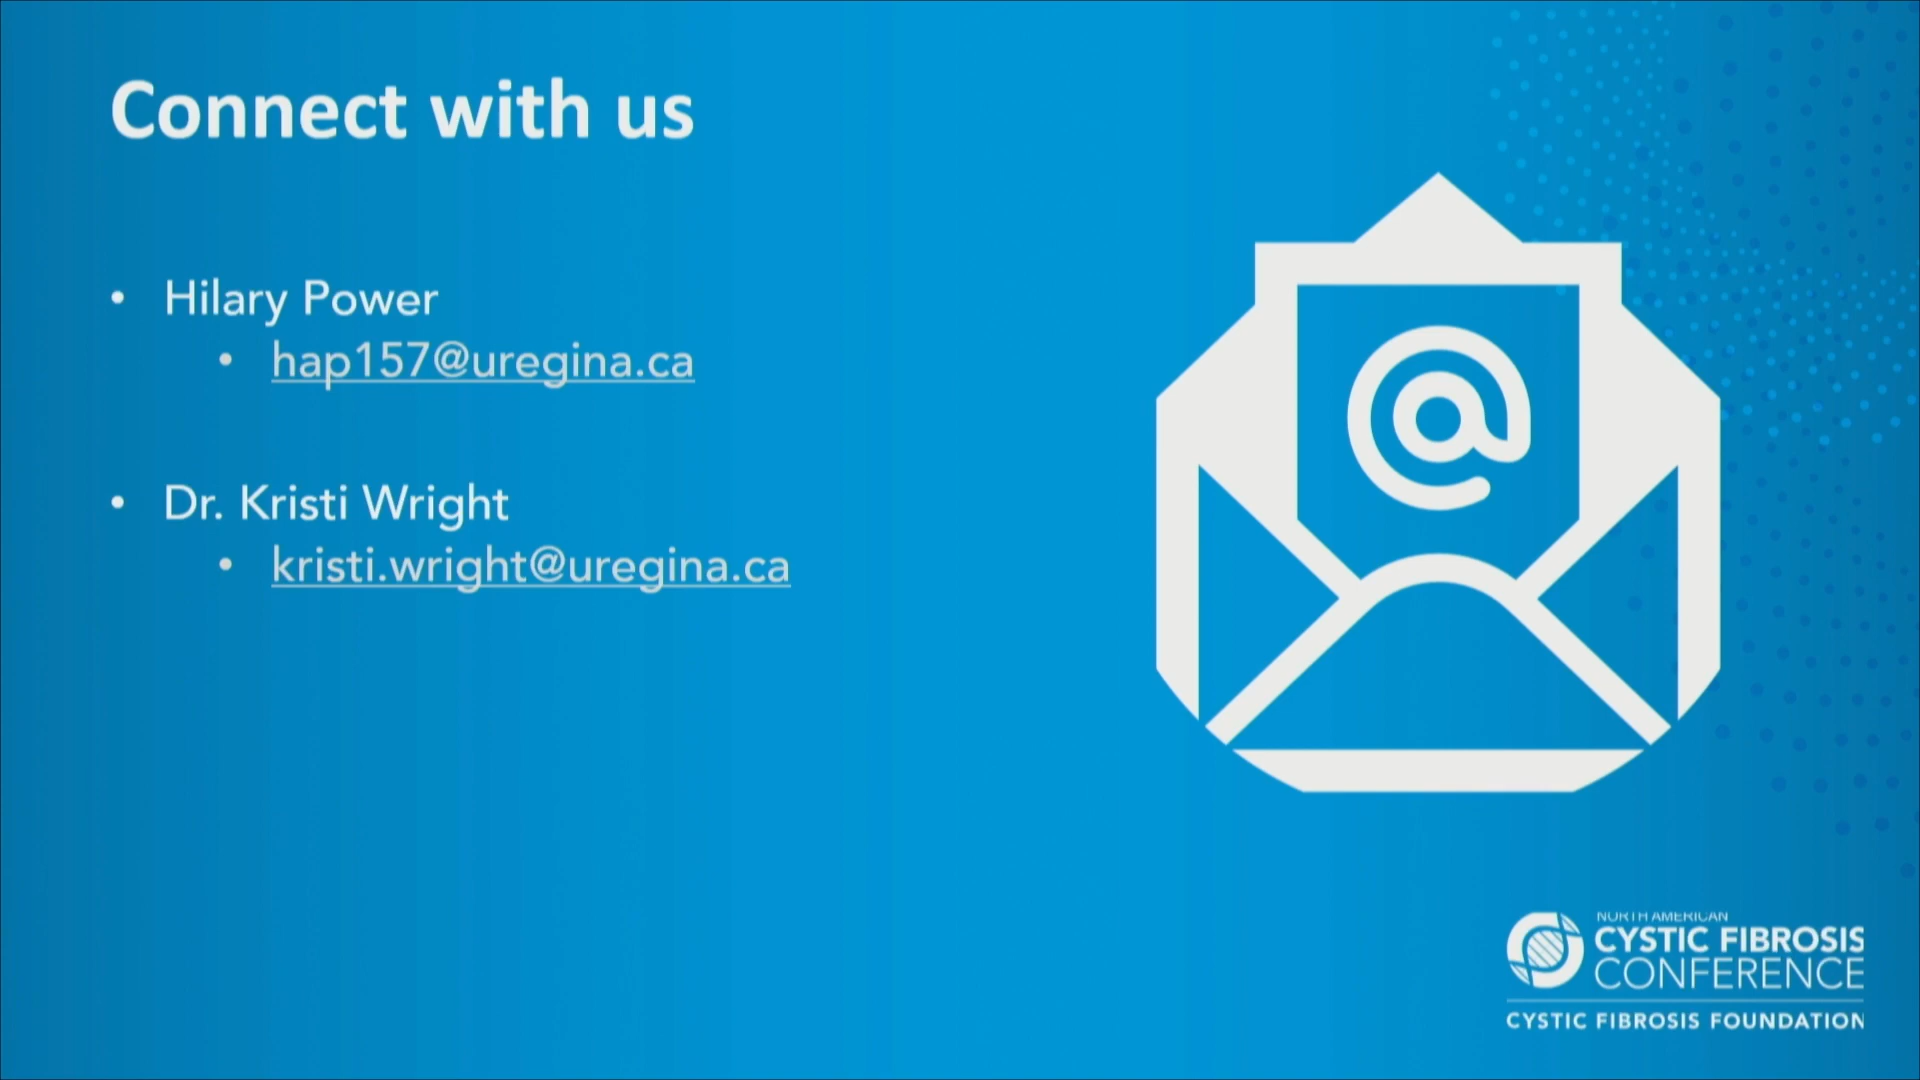 Connect with us
• Hilary Power
• hap157@uregina.ca
• Dr. Kristi Wright
• kristi.wright@uregina.ca
@
NORTH AMERICAN
CYSTIC FIBROSIS
CONFERENCE
CYSTIC FIBROSIS FOUNDATION